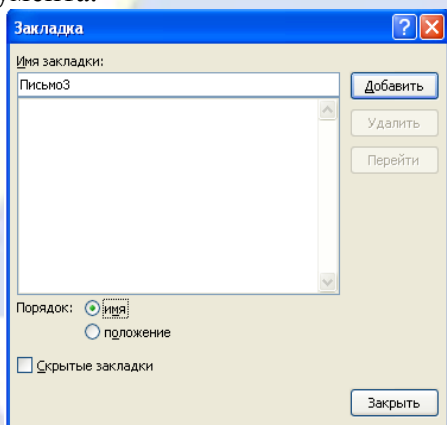 Закладка
Имя закладки:
Письмо3
Добавить
Удалить
Перейти
Порядок: имя
положение
Скрытые закладки
Закрыть